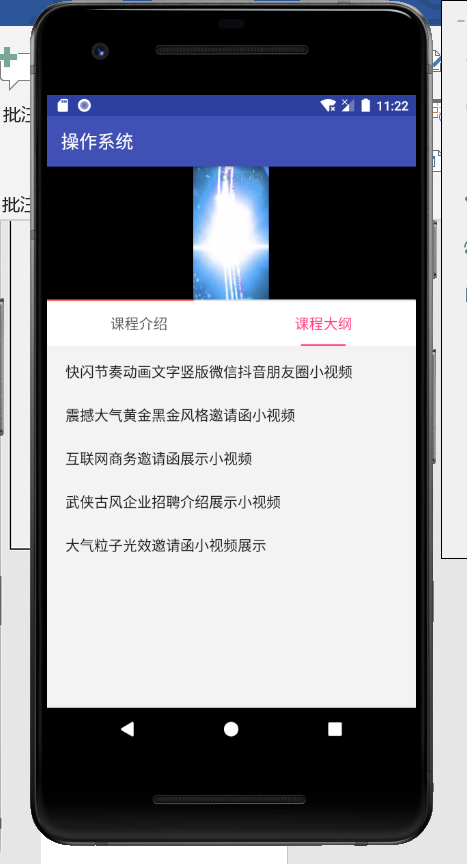 11:22
批注
操作系统
批注
课程介绍
课程大纲
快闪节奏动画文字竖版微信抖音朋友圈小视频
震撼大气黄金黑金风格邀请函小视频
互联网商务邀请函展示小视频
武侠古风企业招聘介绍展示小视频
大气粒子光效邀请函小视频展示